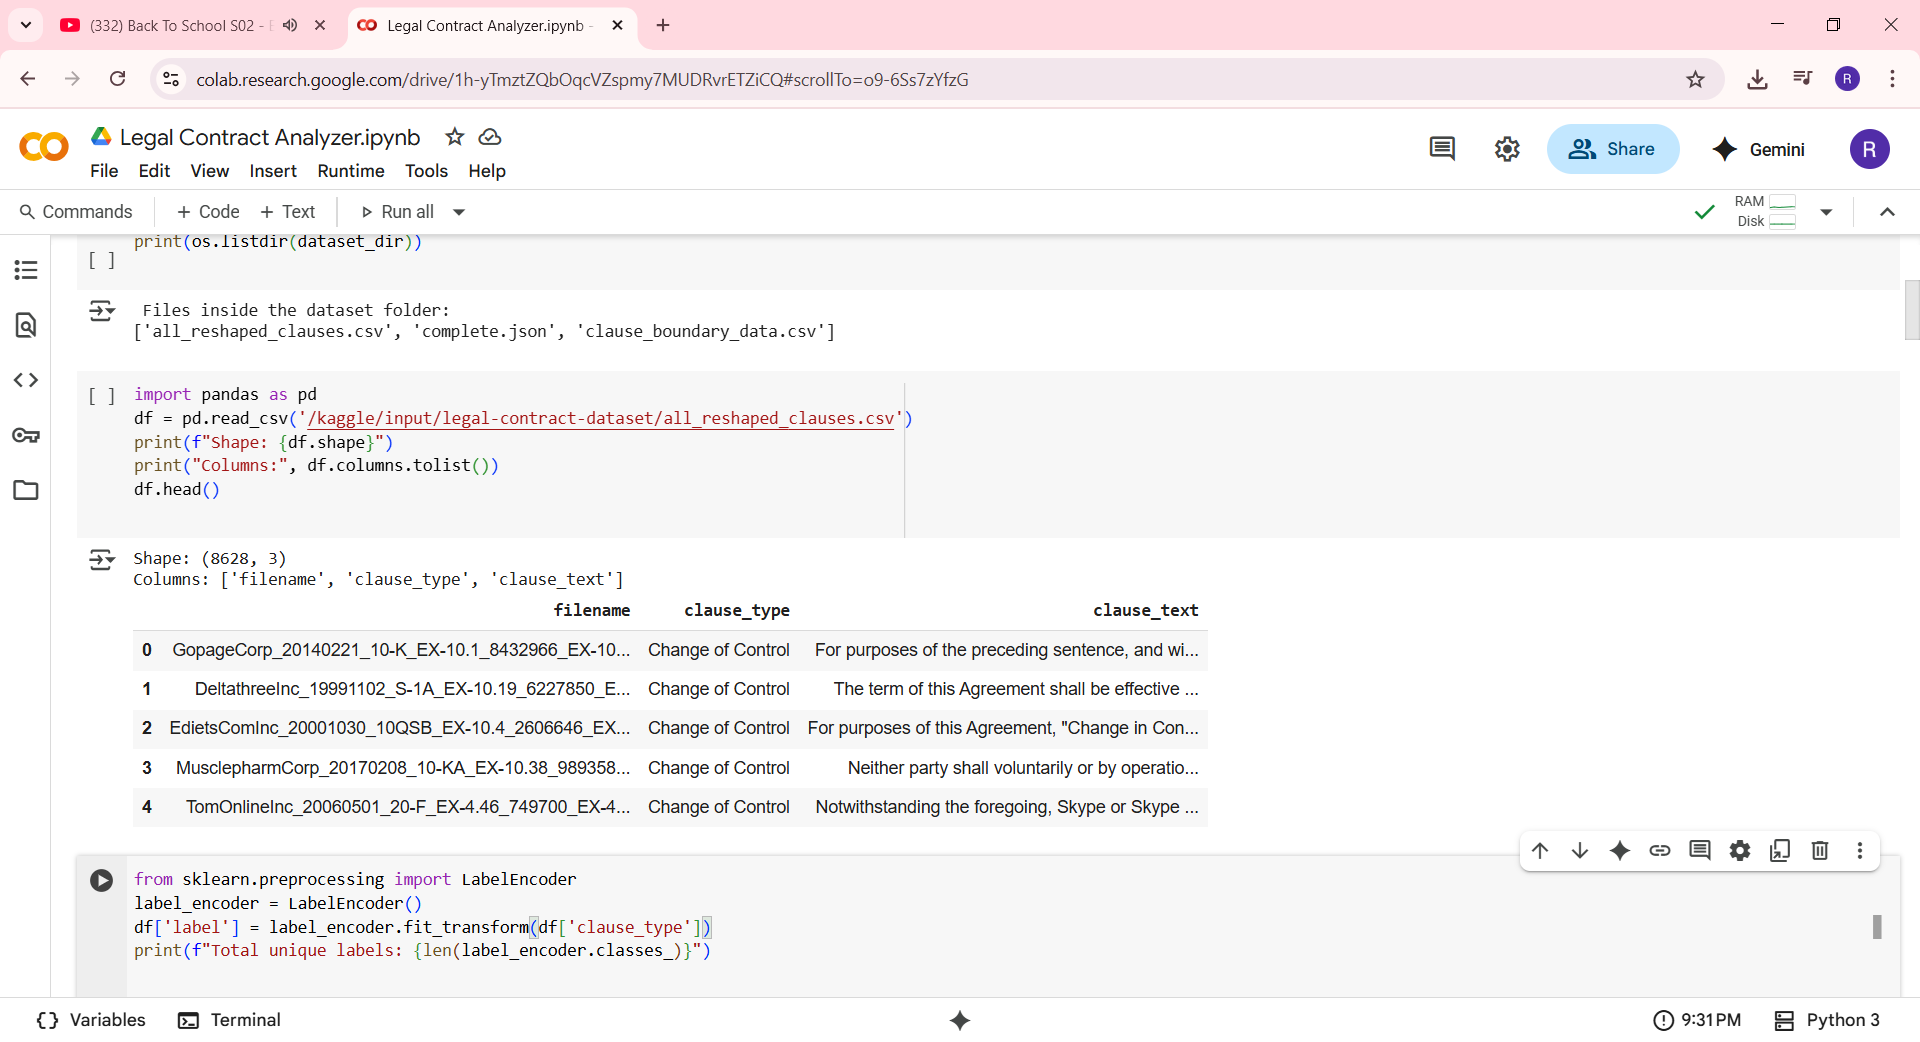 (332) Back To School S02 - E
Legal Contract Analyzer.ipynb -
colab.research.google.com/drive/1h-yTmztZQbOqcVZspmy7MUDRvrETZiCQ#scrollTo=o9-6Ss7zYfzG
R
CO
Legal Contract Analyzer.ipynb
File Edit View Insert Runtime Tools Help
Share
Gemini
R
Commands + Code + Text Run all
RAM
Disk
print(os.listdir(dataset_dir))
[ ]
Files inside the dataset folder:
['all_reshaped_clauses.csv', 'complete.json', 'clause_boundary_data.csv']
[ ] import pandas as pd
df = pd.read_csv('/kaggle/input/legal-contract-dataset/all_reshaped_clauses.csv')
print(f"Shape: {df.shape}")
print("Columns:", df.columns.tolist())
df.head()
Shape: (8628, 3)
Columns: ['filename', 'clause_type', 'clause_text']
filename clause_type clause_text
0 GopageCorp_20140221_10-K_EX-10.1_8432966_EX-10... Change of Control For purposes of the preceding sentence, and wi...
1 DeltathreeInc_19991102_S-1A_EX-10.19_6227850_E... Change of Control The term of this Agreement shall be effective ...
2 EdietsComInc_20001030_10QSB_EX-10.4_2606646_EX... Change of Control For purposes of this Agreement, "Change in Con...
3 MusclepharmCorp_20170208_10-KA_EX-10.38_989358... Change of Control Neither party shall voluntarily or by operatio...
4 TomOnlineInc_20060501_20-F_EX-4.46_749700_EX-4... Change of Control Notwithstanding the foregoing, Skype or Skype ...
from sklearn.preprocessing import LabelEncoder
label_encoder = LabelEncoder()
df['label'] = label_encoder.fit_transform(df['clause_type'])
print(f"Total unique labels: {len(label_encoder.classes_)}")
{} Variables Terminal
9:31 PM Python 3